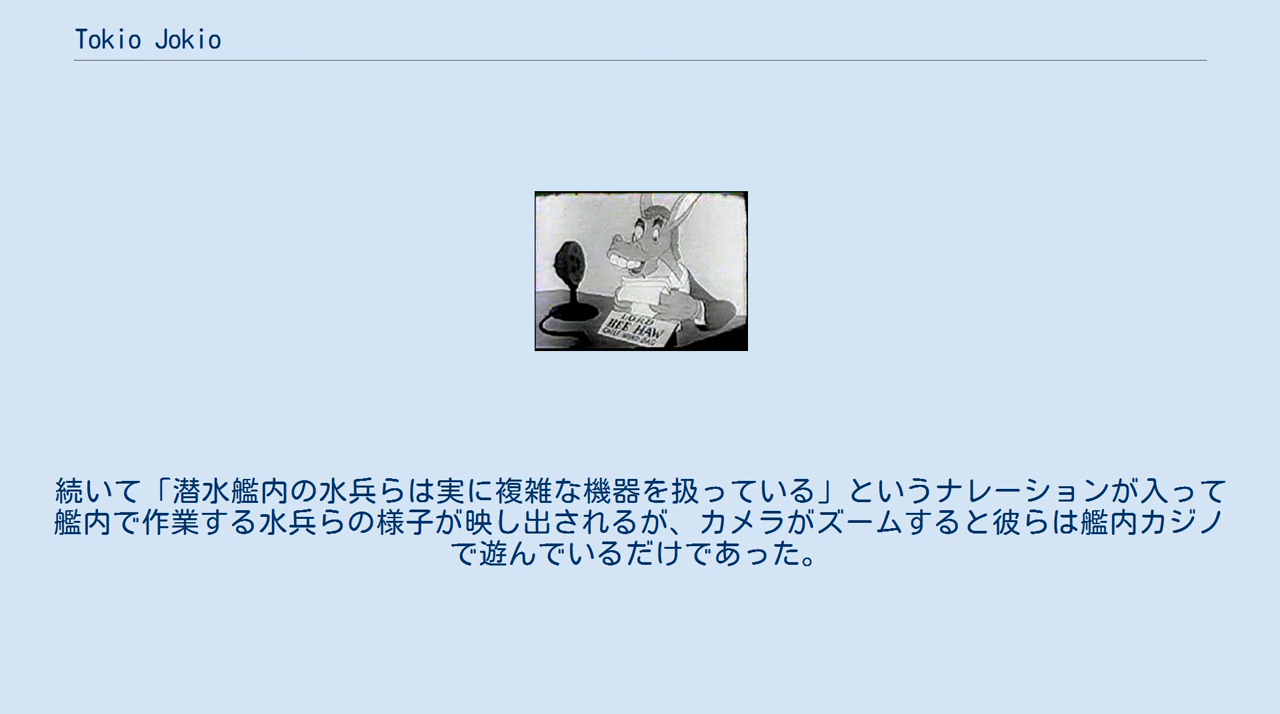 Tokio Jokio
LORD
HEE HAW
CHIEF WIND BAG
続いて「潜水艦内の水兵らは実に複雑な機器を扱っている」というナレーションが入って
艦内で作業する水兵らの様子が映し出されるが、カメラがズームすると彼らは艦内カジノ
で遊んでいるだけであった。